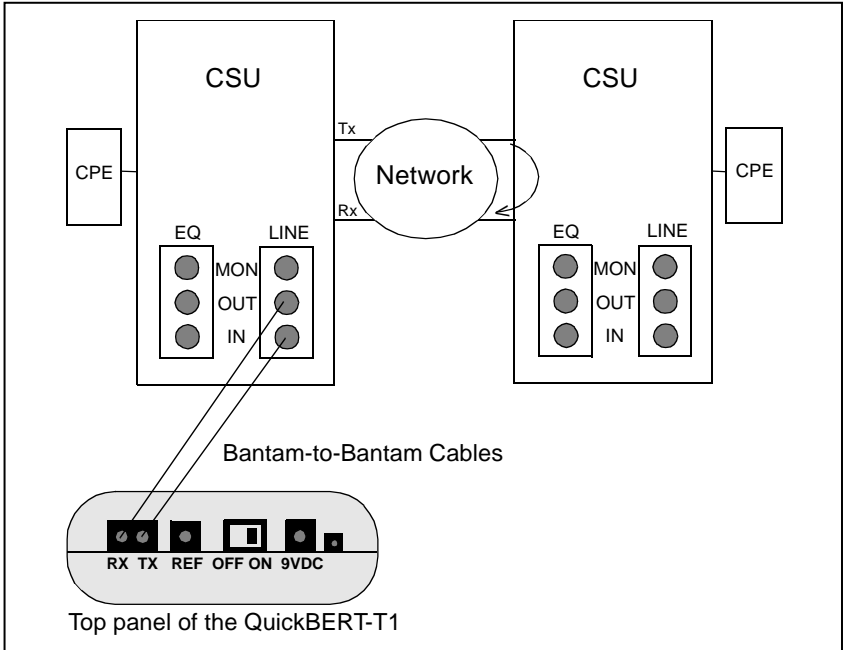 CSU
CSU
Tx
CPE
Network
CPE
Rx
EQ
LINE
EQ
LINE
MON
MON
OUT
OUT
IN
IN
Bantam-to-Bantam Cables
RX TX REF OFF ON 9VDC
Top panel of the QuickBERT-T1